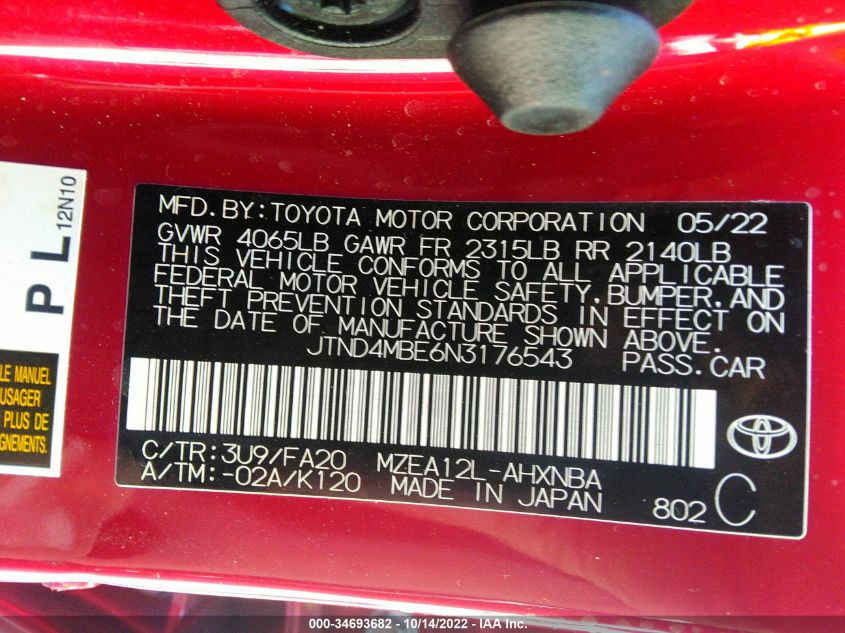 PL
12N10
LE MANUEL
USAGER
PLUS DE
GNEMENTS.
MFD.BY:TOYOTA MOTOR CORPORATION 05/22
GVWR 4065LB GAWR FR 2315LB RR 2140LB
THIS VEHICLE CONFORMS TO ALL APPLICABLE
FEDERAL MOTOR VEHICLE SAFETY,BUMPER,AND
THEFT PREVENTION STANDARDS IN EFFECT ON
THE DATE OF MANUFACTURE SHOWN ABOVE.
JTND4MBE6N3176543 PASS.CAR
C/TR:3U9/FA20 MZEA12L-AHXNBA
A/TM:-02A/K120 MADE IN JAPAN
802 C
000-34693682 - 10/14/2022 - IAA Inc.